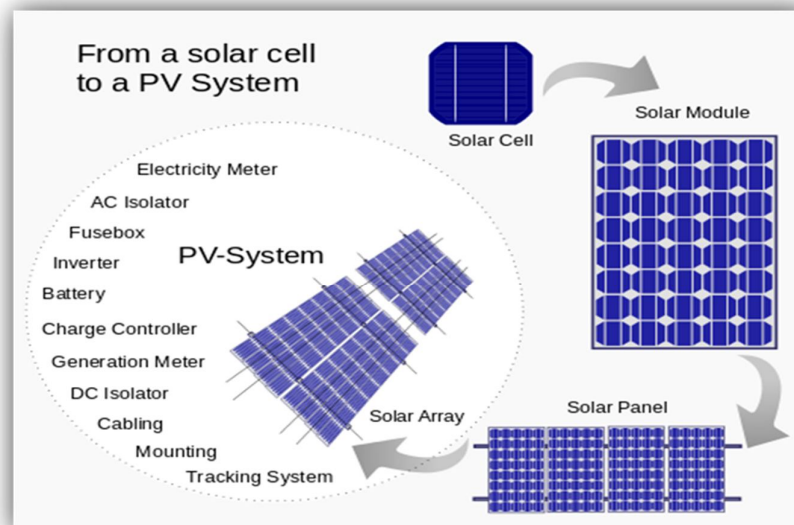 From a solar cell
to a PV System
Solar Cell
Solar Module
Electricity Meter
AC Isolator
Fusebox
PV-System
Inverter
Battery
Charge Controller
Generation Meter
DC Isolator
Cabling
Mounting
Tracking System
Solar Array
Solar Panel